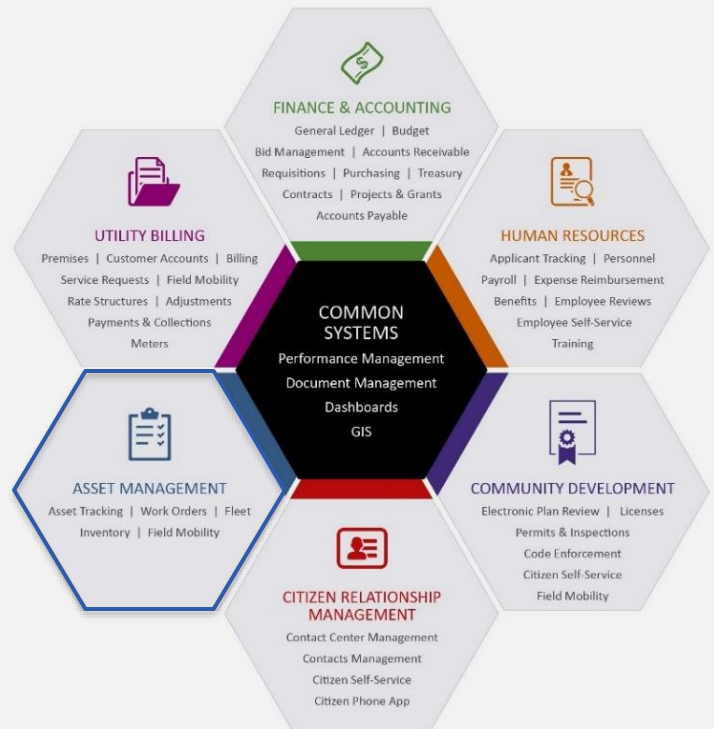 FINANCE & ACCOUNTING
General Ledger | Budget
Bid Management | Accounts Receivable
Requisitions | Purchasing | Treasury
Contracts | Projects & Grants
Accounts Payable
UTILITY BILLING
Premises | Customer Accounts | Billing
Service Requests | Field Mobility
Rate Structures | Adjustments
Payments & Collections
Meters
HUMAN RESOURCES
Applicant Tracking | Personnel
Payroll | Expense Reimbursement
Benefits | Employee Reviews
Employee Self-Service
Training
COMMON
SYSTEMS
Performance Management
Document Management
Dashboards
GIS
ASSET MANAGEMENT
Asset Tracking | Work Orders | Fleet
Inventory | Field Mobility
COMMUNITY DEVELOPMENT
Electronic Plan Review | Licenses
Permits & Inspections
Code Enforcement
Citizen Self-Service
Field Mobility
CITIZEN RELATIONSHIP
MANAGEMENT
Contact Center Management
Contacts Management
Citizen Self-Service
Citizen Phone App